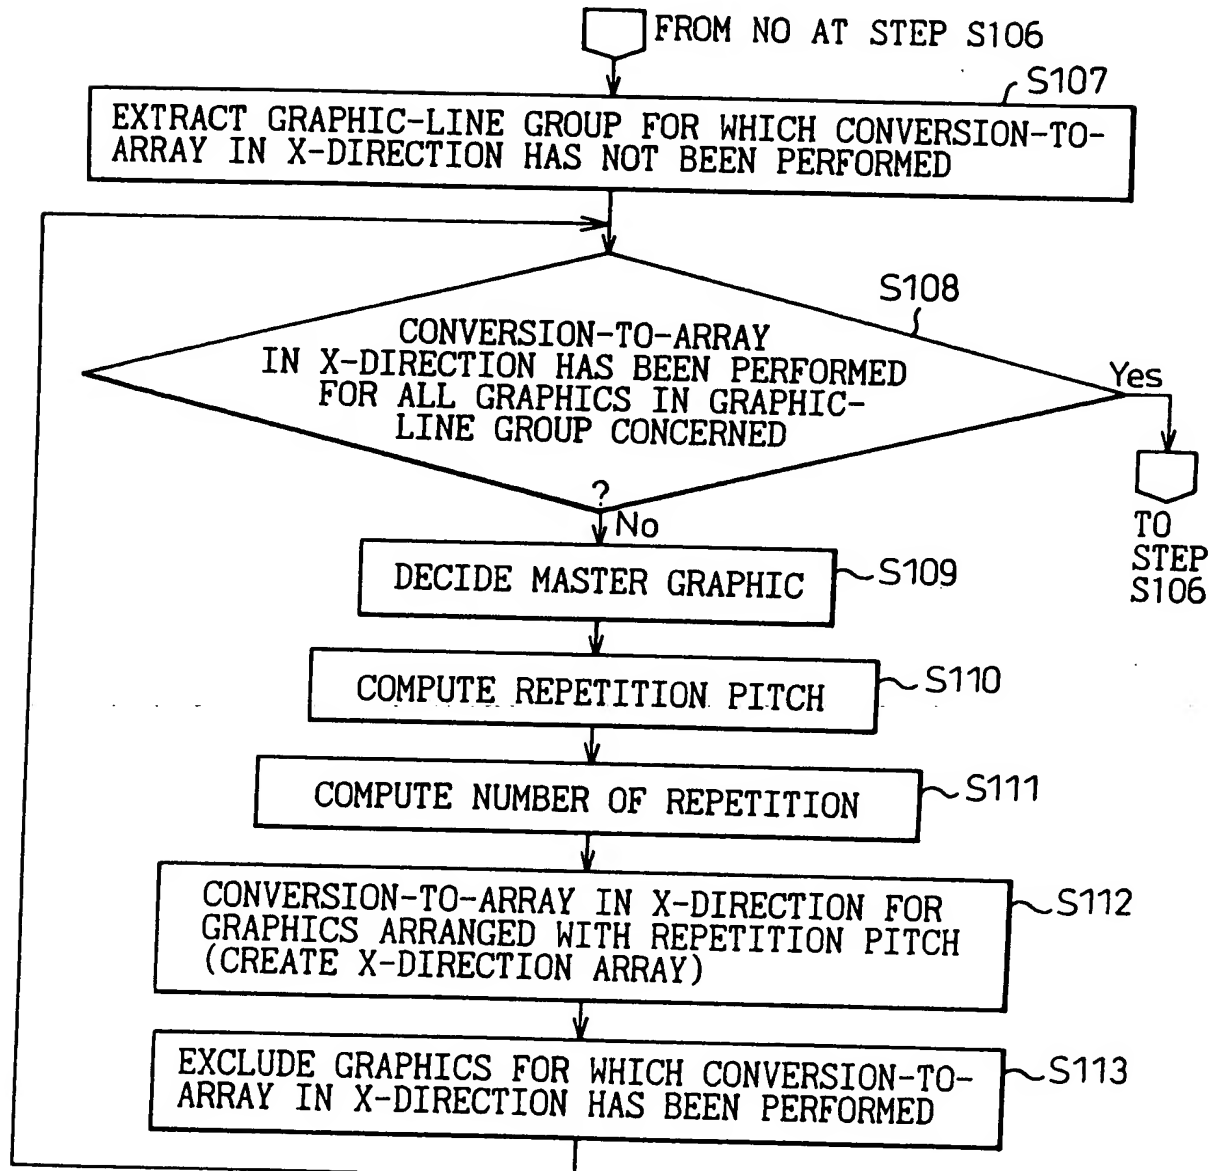 FROM NO AT STEP S106
S107
EXTRACT GRAPHIC-LINE GROUP FOR WHICH CONVERSION-TO-
ARRAY IN X-DIRECTION HAS NOT BEEN PERFORMED
S108
CONVERSION-TO-ARRAY
IN X-DIRECTION HAS BEEN PERFORMED
FOR ALL GRAPHICS IN GRAPHIC-
LINE GROUP CONCERNED
?
Yes
TO
STEP
S106
No
DECIDE MASTER GRAPHIC
S109
COMPUTE REPETITION PITCH
S110
COMPUTE NUMBER OF REPETITION
S111
CONVERSION-TO-ARRAY IN X-DIRECTION FOR
GRAPHICS ARRANGED WITH REPETITION PITCH
(CREATE X-DIRECTION ARRAY)
S112
EXCLUDE GRAPHICS FOR WHICH CONVERSION-TO-
ARRAY IN X-DIRECTION HAS BEEN PERFORMED
S113